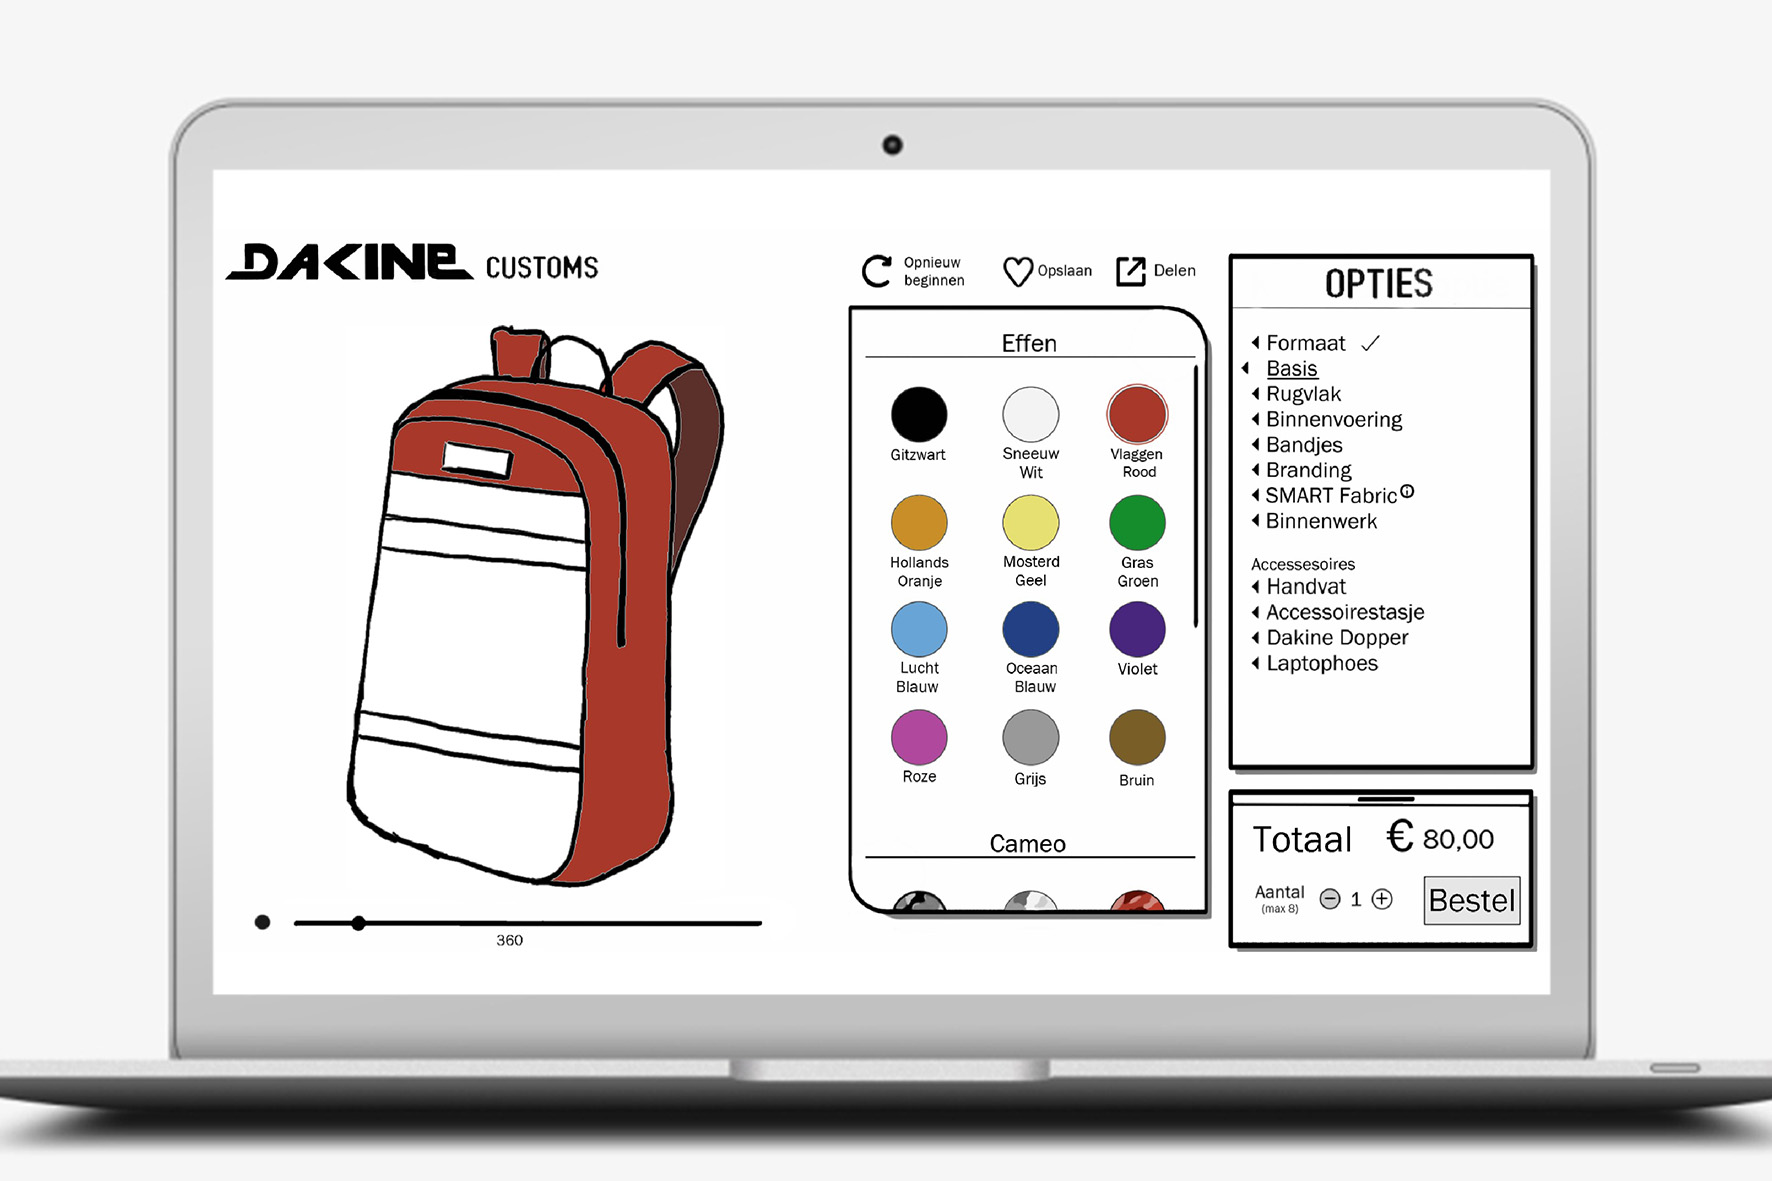 DAKINE CUSTOMS
Opnieuw
beginnen
Opslaan
Delen
Effen
Gitzwart
Sneeuw
Wit
Vlaggen
Rood
Hollands
Oranje
Mosterd
Geel
Gras
Groen
Lucht
Blauw
Oceaan
Blauw
Violet
Roze
Grijs
Bruin
Cameo
360
OPTIES
Formaat ✓
Basis
Rugvlak
Binnenvoering
Bandjes
Branding
SMART Fabric ⓘ
Binnenwerk
Accessesoires
Handvat
Accessoirestasje
Dakine Dopper
Laptophoes
Totaal € 80,00
Aantal
(max 8)
− 1 +
Bestel